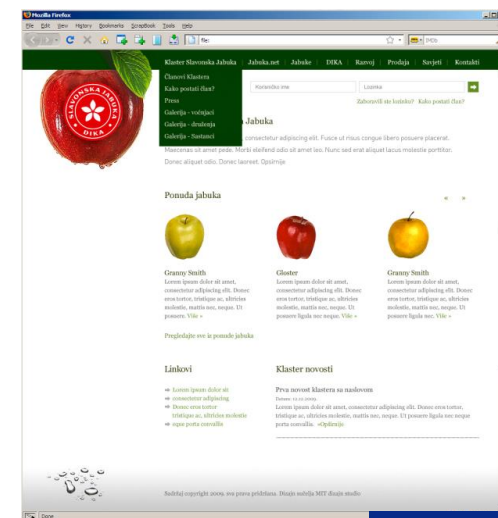 Mozilla Firefox
File Edit View History Bookmarks ScrapBook Tools Help
file:
IMDb
Klaster Slavonska Jabuka | Jabuka.net | Jabuke | DIKA | Razvoj | Prodaja | Savjeti | Kontakti
Članovi Klastera
Kako postati član?
Press
Galerija - voćnjaci
Galerija - druženja
Galerija - Sastanci
Korisničko ime
Lozinka
Zaboravili ste lozinku? Kako postati član?
SLAVONSKA JABUKA
DIKA
Jabuka
consectetur adipiscing elit. Fusce ut risus congue libero posuere placerat.
Maecenas sit amet pede. Morbi eleifend odio sit amet leo. Nunc sed erat aliquet lacus molestie porttitor.
Donec aliquet odio. Donec laoreet. Opširnije
Ponuda jabuka
« »
Granny Smith
Lorem ipsum dolor sit amet,
consectetur adipiscing elit. Donec
eros tortor, tristique ac, ultricies
molestie, mattis nec, neque. Ut
posuere. Više »
Gloster
Lorem ipsum dolor sit amet,
consectetur adipiscing elit. Donec
eros tortor, tristique ac, ultricies
molestie, mattis nec, neque. Ut
posuere ligula nec neque. Više »
Granny Smith
Lorem ipsum dolor sit amet,
consectetur adipiscing elit. Donec
eros tortor, tristique ac, ultricies
molestie, mattis nec, neque. Ut
posuere ligula nec neque. Više »
Pregledajte sve iz ponude jabuka
Linkovi
Lorem ipsum dolor sit
consectetur adipiscing
Donec eros tortor
tristique ac, ultricies molestie
eque porta convallis
Klaster novosti
Prva novost klastera sa naslovom
Lorem ipsum dolor sit amet, consectetur adipiscing elit. Donec eros tortor,
tristique ac, ultricies molestie, mattis nec, neque. Ut posuere ligula nec neque
porta convallis. »Opširnije
Sadržaj copyright 2009. sva prava pridržana. Dizajn sučelja MIT dizajn studio
Done